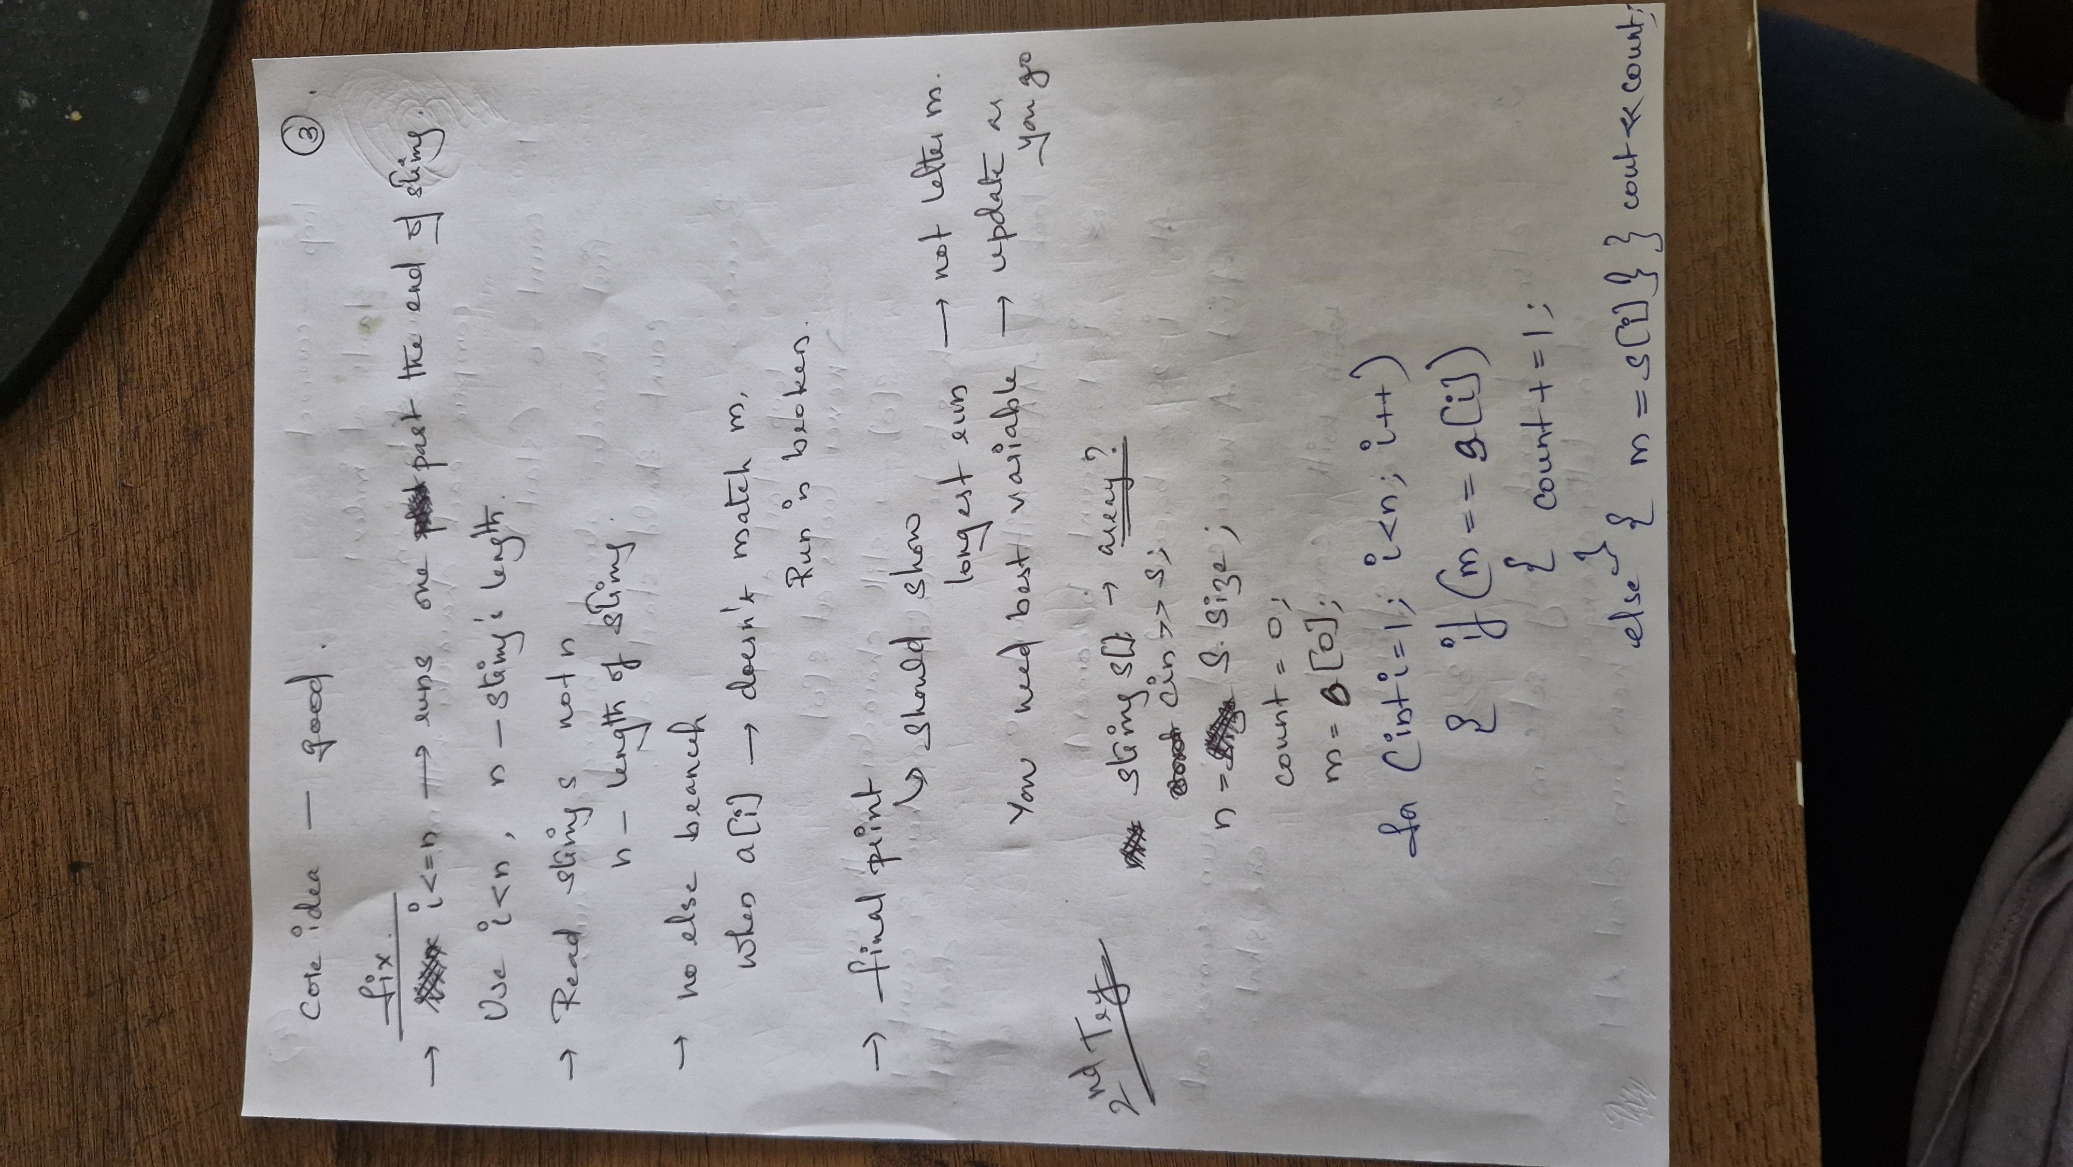 3.
core idea — good.
fix.
→ i<=n → runs one past the end of string.
Use i<n, n – string's length.
→ Read string s not n
n – length of string.
→ no else branch
when a[i] → doesn't match m,
Run is broken.
→ final print
↳ should show
longest run → not letter m.
You need best variable → update as
you go
2nd Try
string s[]; → array?
cin >> s;
n = s.size;
count = 0;
m = s[0];
for (int i=1; i<n; i++)
{ if (m == s[i])
{ count += 1;
}
else { m = s[i] } } cout << count;